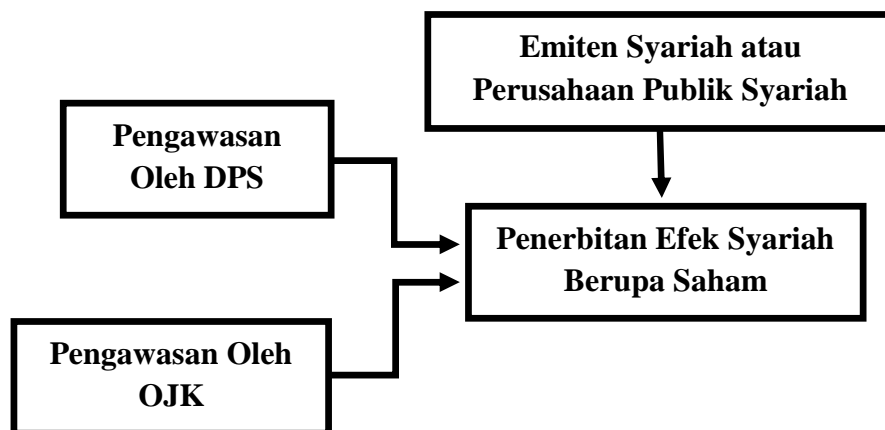 Emiten Syariah atau
Perusahaan Publik Syariah
Pengawasan
Oleh DPS
Penerbitan Efek Syariah
Berupa Saham
Pengawasan Oleh
OJK